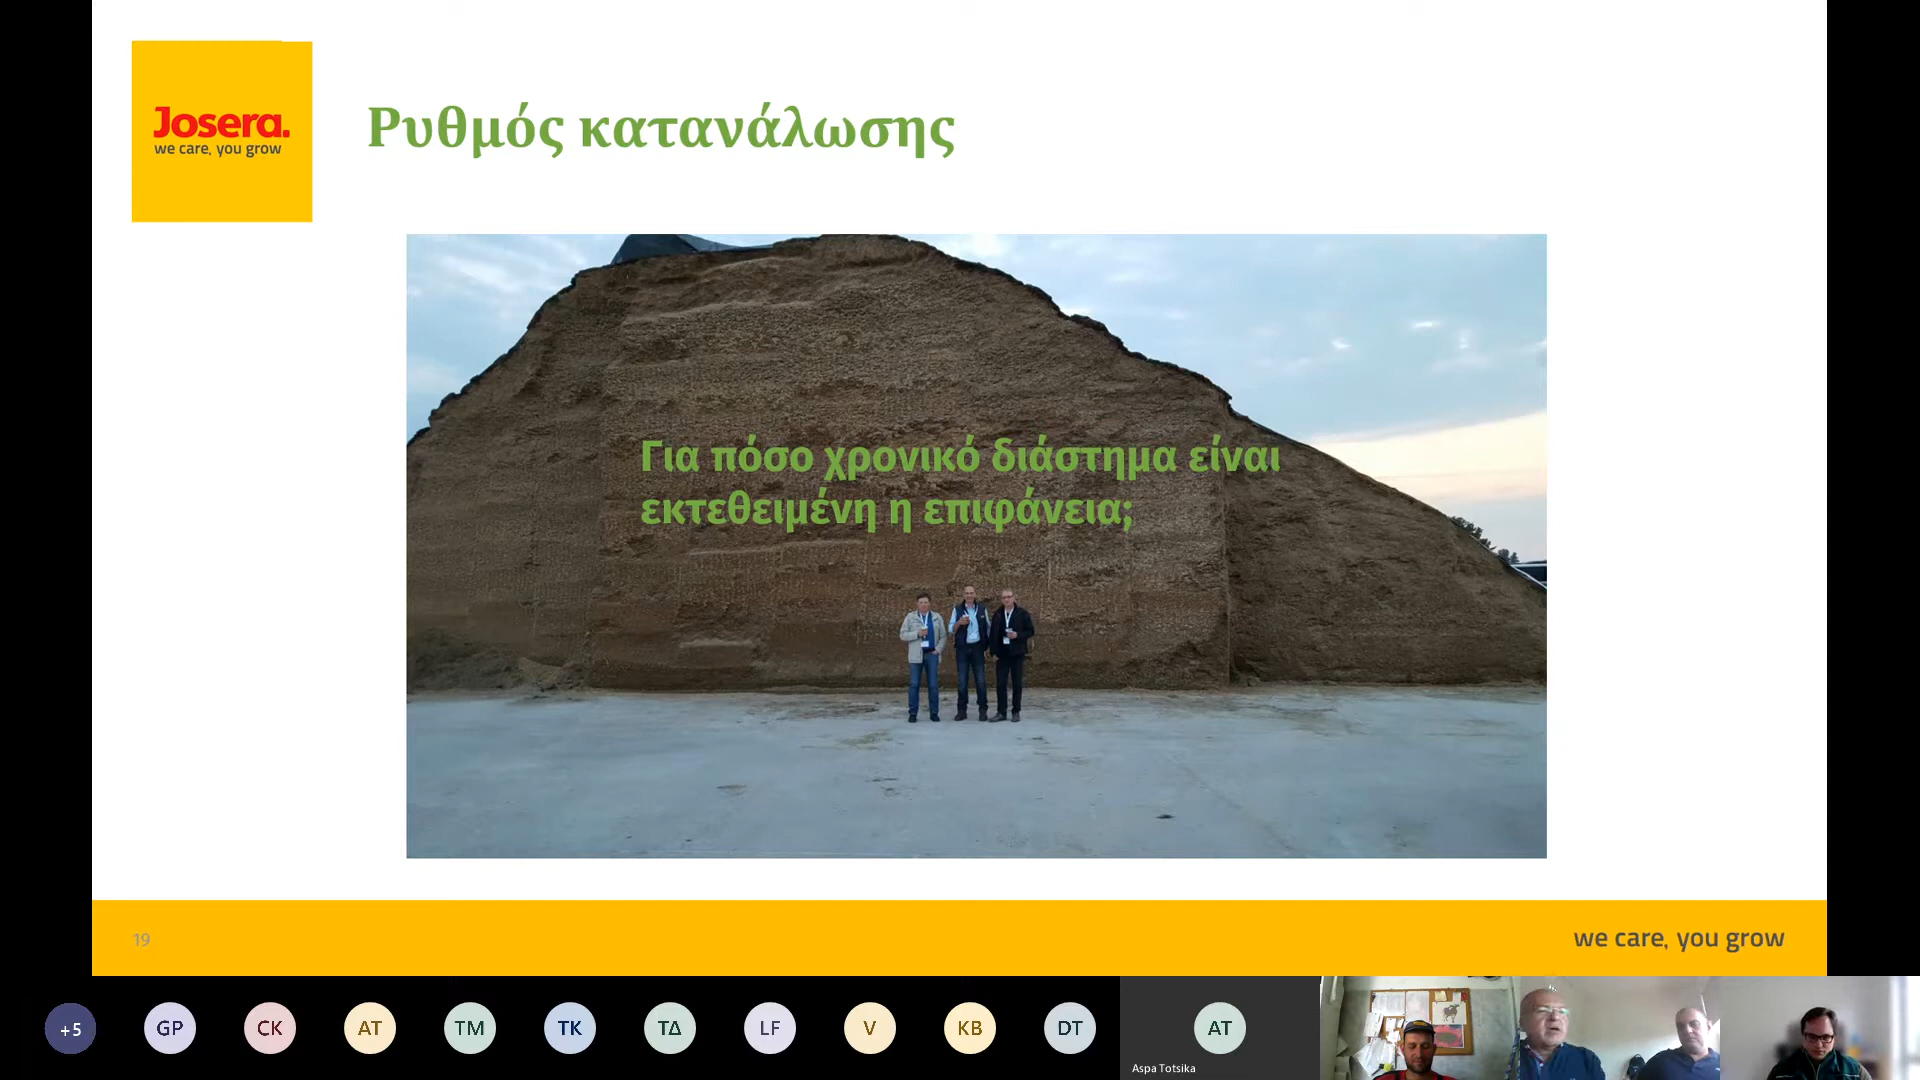 Josera.
we care, you grow
Ρυθμός κατανάλωσης
Για πόσο χρονικό διάστημα είναι
εκτεθειμένη η επιφάνεια;
19
we care, you grow
+5
GP
CK
AT
TM
TK
ΤΔ
LF
V
KB
DT
AT
Aspa Totsika